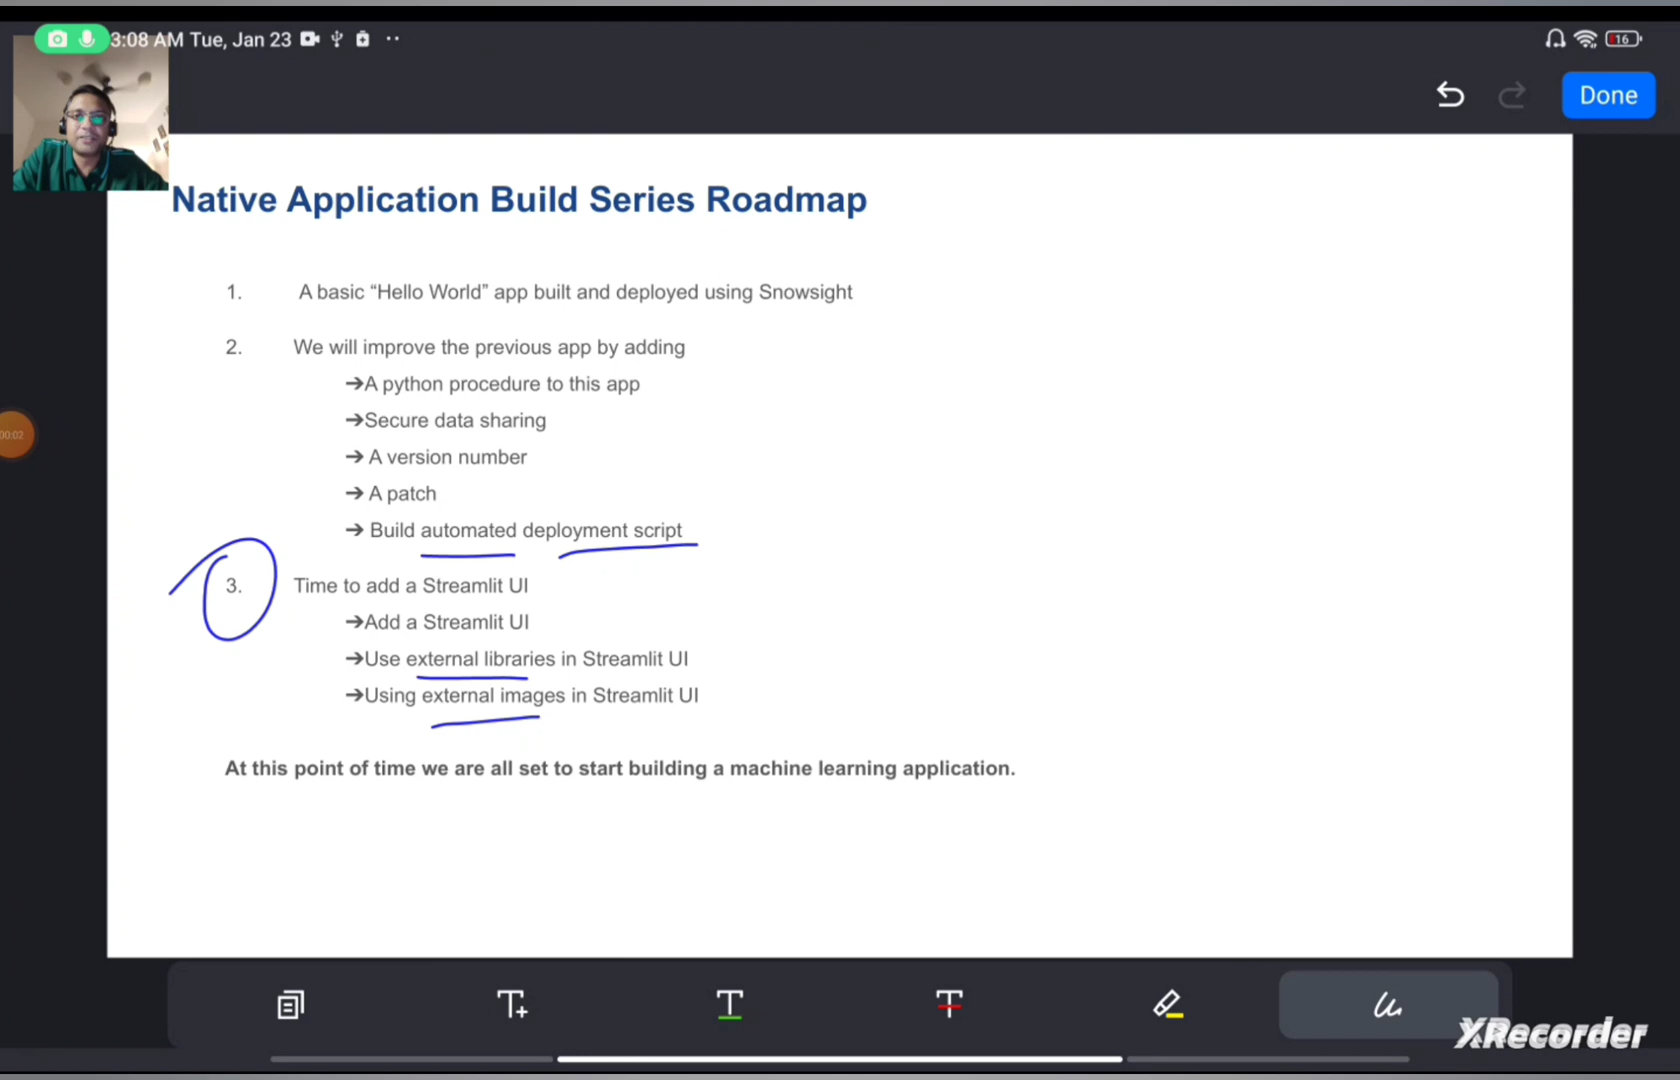 3:08 AM Tue, Jan 23
16
Done
Native Application Build Series Roadmap
1. A basic “Hello World” app built and deployed using Snowsight
2. We will improve the previous app by adding
➔A python procedure to this app
➔Secure data sharing
➔ A version number
➔ A patch
➔ Build automated deployment script
3. Time to add a Streamlit UI
➔Add a Streamlit UI
➔Use external libraries in Streamlit UI
➔Using external images in Streamlit UI
At this point of time we are all set to start building a machine learning application.
00:02
XRecorder